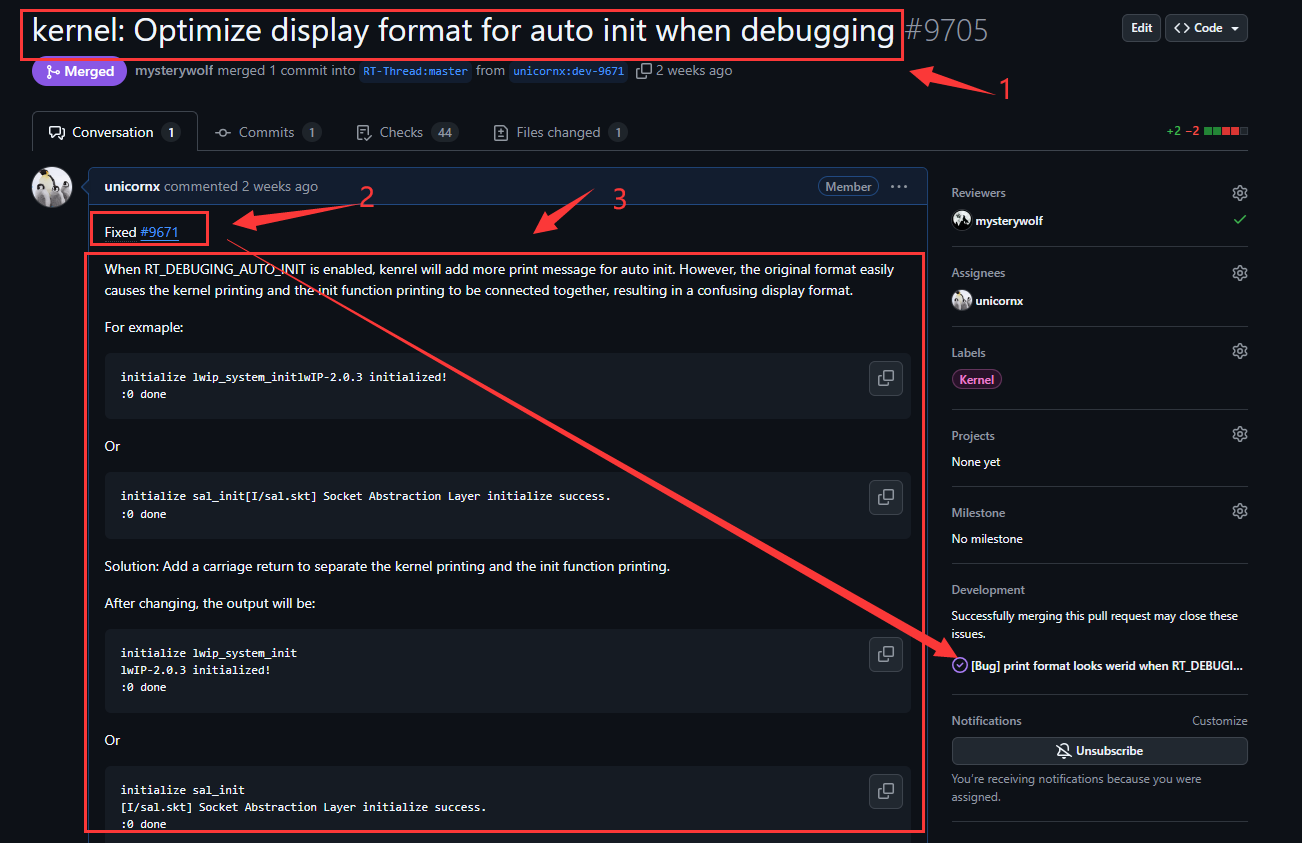 kernel: Optimize display format for auto init when debugging #9705
Edit
Code
Merged
mysterywolf merged 1 commit into RT-Thread:master from unicornx:dev-9671 2 weeks ago
1
Conversation 1
Commits 1
Checks 44
Files changed 1
+2 −2
unicornx commented 2 weeks ago
Member
2
3
Fixed #9671
When RT_DEBUGING_AUTO_INIT is enabled, kenrel will add more print message for auto init. However, the original format easily
causes the kernel printing and the init function printing to be connected together, resulting in a confusing display format.
For exmaple:
initialize lwip_system_initlwIP-2.0.3 initialized!
:0 done
Or
initialize sal_init[I/sal.skt] Socket Abstraction Layer initialize success.
:0 done
Solution: Add a carriage return to separate the kernel printing and the init function printing.
After changing, the output will be:
initialize lwip_system_init
lwIP-2.0.3 initialized!
:0 done
Or
initialize sal_init
[I/sal.skt] Socket Abstraction Layer initialize success.
:0 done
Reviewers
mysterywolf
Assignees
unicornx
Labels
Kernel
Projects
None yet
Milestone
No milestone
Development
Successfully merging this pull request may close these
issues.
[Bug] print format looks werid when RT_DEBUGI...
Notifications
Customize
Unsubscribe
You're receiving notifications because you were
assigned.